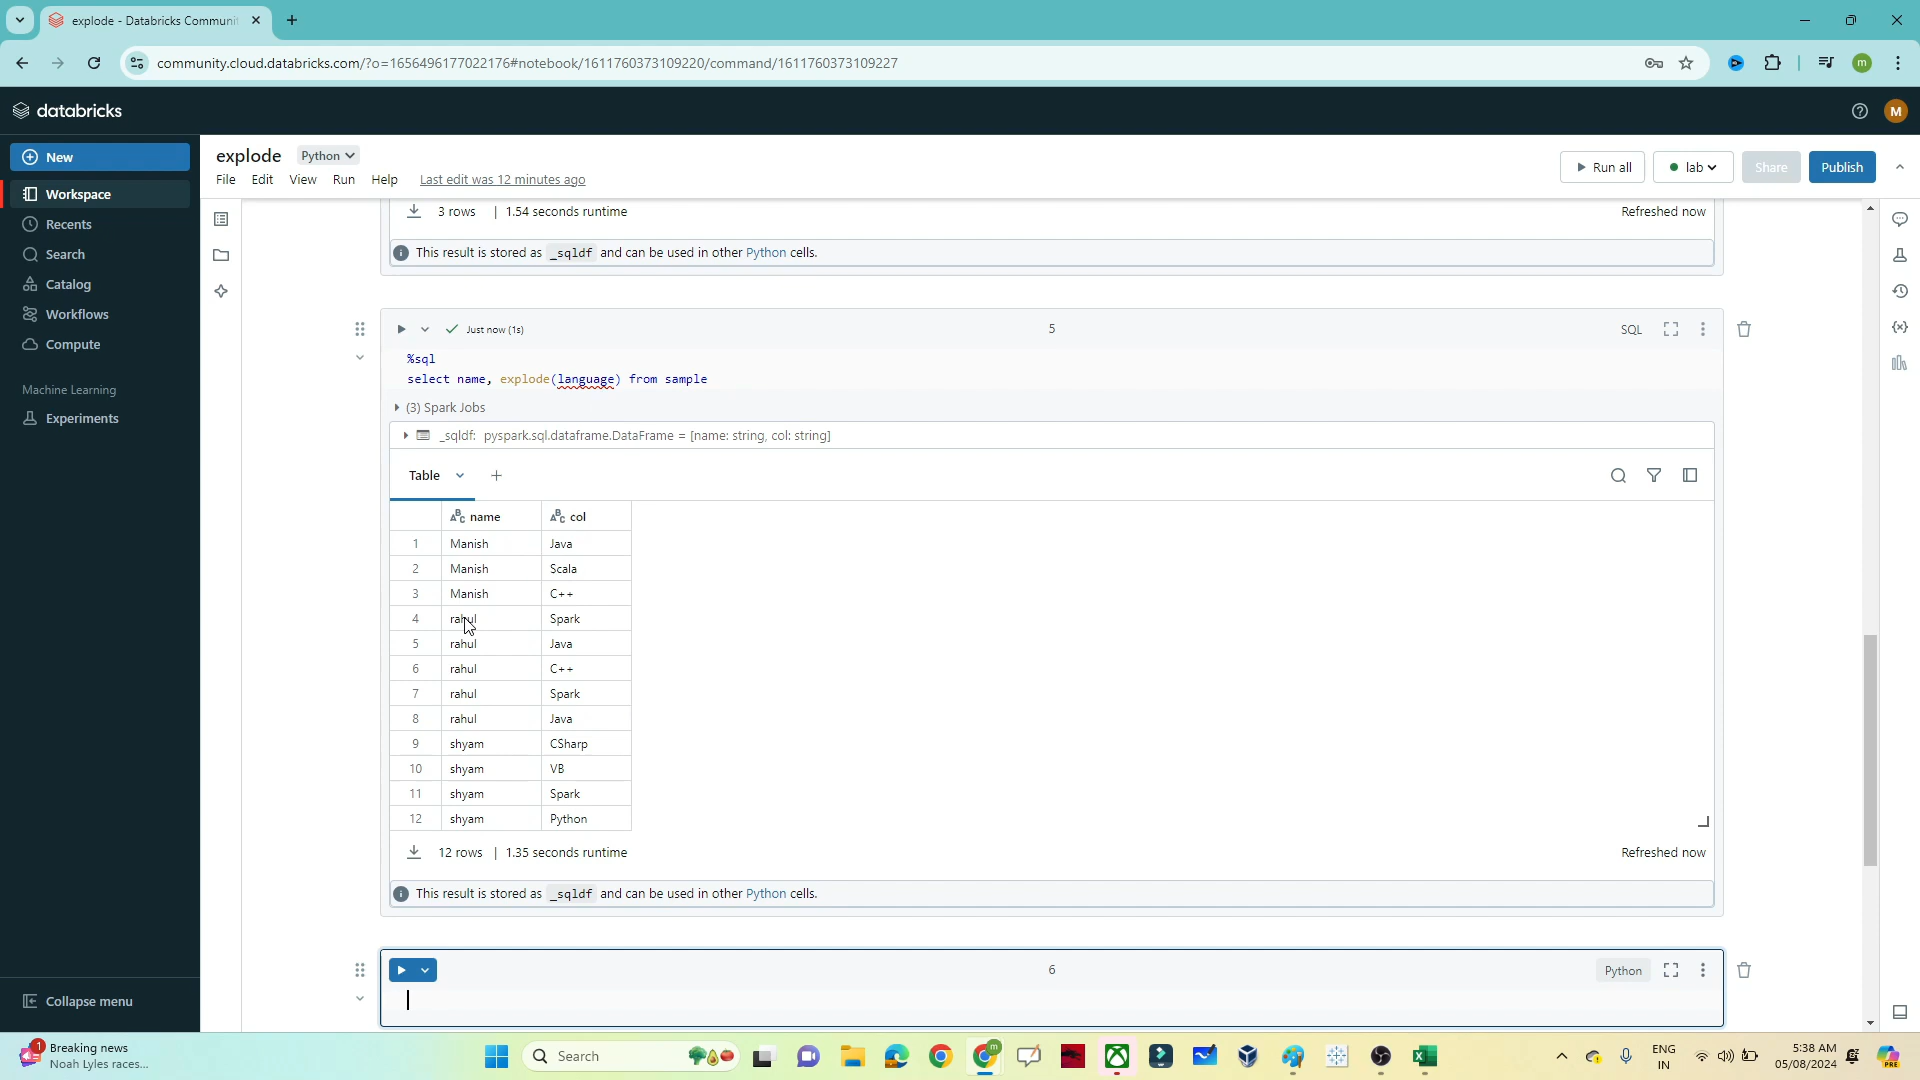 explode - Databricks Communi
community.cloud.databricks.com/?o=1656496177022176#notebook/1611760373109220/command/1611760373109227
m
databricks
M
New
Workspace
Recents
Search
Catalog
Workflows
Compute
Machine Learning
Experiments
Collapse menu
explode Python
File Edit View Run Help Last edit was 12 minutes ago
Run all lab Share Publish
3 rows | 1.54 seconds runtime Refreshed now
This result is stored as _sqldf and can be used in other Python cells.
Just now (1s) 5 SQL
%sql
select name, explode(language) from sample
(3) Spark Jobs
_sqldf: pyspark.sql.dataframe.DataFrame = [name: string, col: string]
Table +
name col
1 Manish Java
2 Manish Scala
3 Manish C++
4 rahul Spark
5 rahul Java
6 rahul C++
7 rahul Spark
8 rahul Java
9 shyam CSharp
10 shyam VB
11 shyam Spark
12 shyam Python
12 rows | 1.35 seconds runtime Refreshed now
This result is stored as _sqldf and can be used in other Python cells.
6 Python
1 Breaking news
Noah Lyles races...
Search
ENG
IN
5:38 AM
05/08/2024